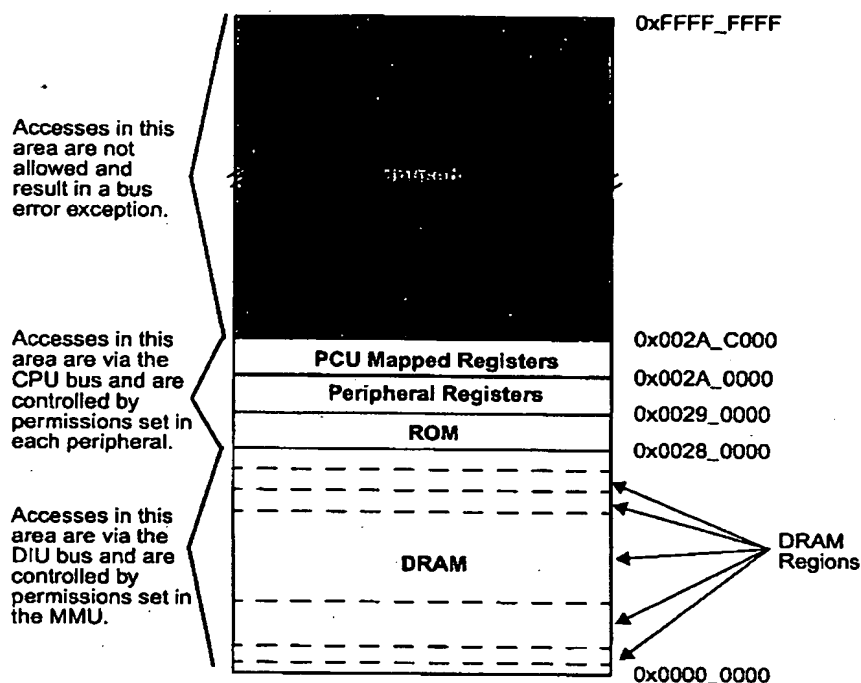 0xFFFF_FFFF
Accesses in this
area are not
allowed and
result in a bus
error exception.
0x002A_C000
PCU Mapped Registers
0x002A_0000
Peripheral Registers
0x0029_0000
ROM
0x0028_0000
Accesses in this
area are via the
CPU bus and are
controlled by
permissions set in
each peripheral.
Accesses in this
area are via the
DIU bus and are
controlled by
permissions set in
the MMU.
DRAM
DRAM
Regions
0x0000_0000